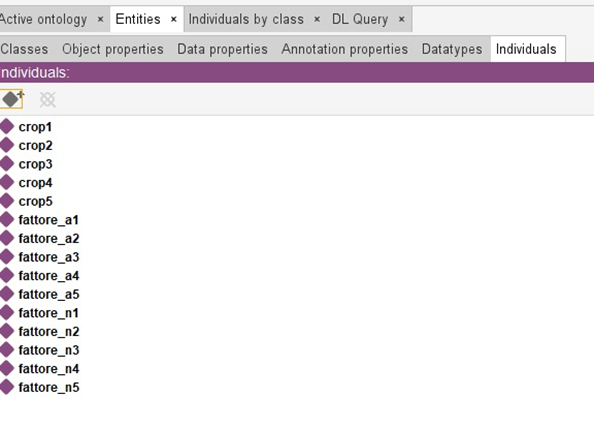 Active ontology × Entities × Individuals by class × DL Query ×
Classes Object properties Data properties Annotation properties Datatypes Individuals
ndividuals:
crop1
crop2
crop3
crop4
crop5
fattore_a1
fattore_a2
fattore_a3
fattore_a4
fattore_a5
fattore_n1
fattore_n2
fattore_n3
fattore_n4
fattore_n5